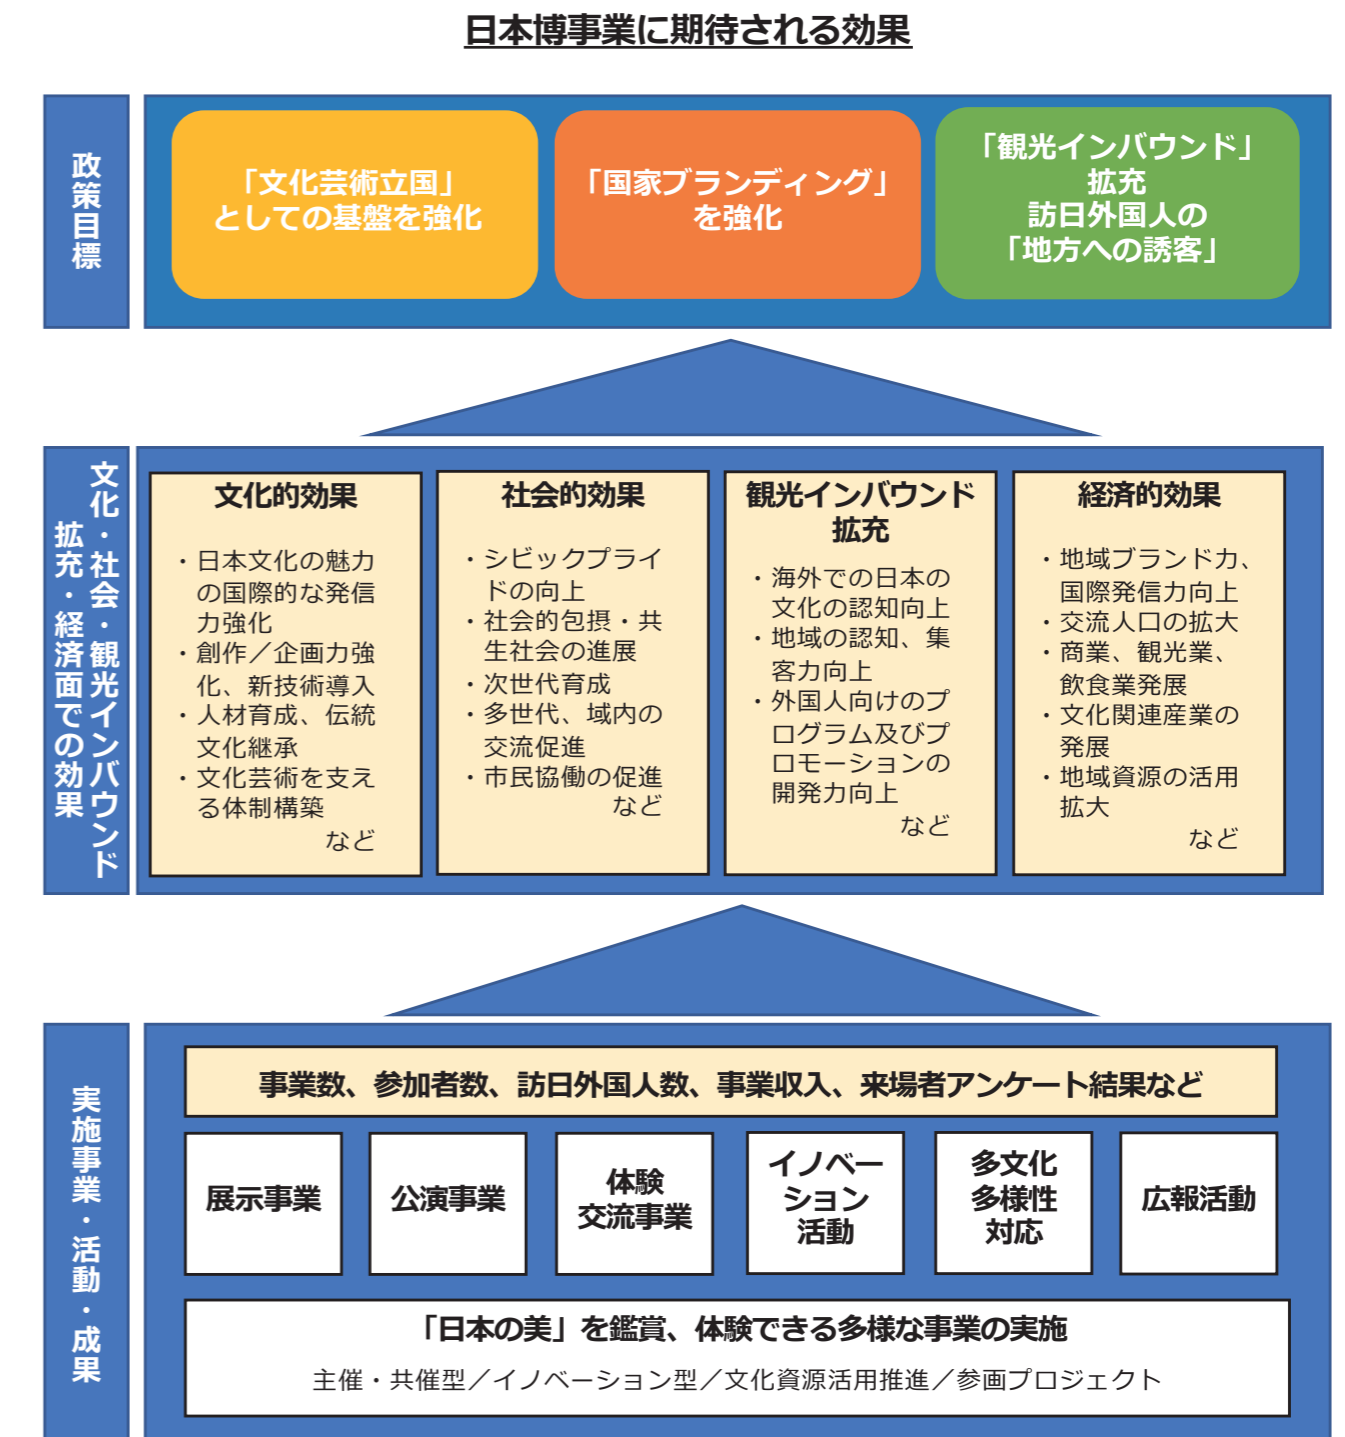 日本博事業に期待される効果
政策目標
「文化芸術立国」
としての基盤を強化
「国家ブランディング」
を強化
「観光インバウンド」
拡充
訪日外国人の
「地方への誘客」
文化・社会・観光インバウンド
拡充・経済面での効果
文化的効果
・日本文化の魅力
の国際的な発信
力強化
・創作／企画力強
化、新技術導入
・人材育成、伝統
文化継承
・文化芸術を支え
る体制構築
など
社会的効果
・シビックプライ
ドの向上
・社会的包摂・共
生社会の進展
・次世代育成
・多世代、域内の
交流促進
・市民協働の促進
など
観光インバウンド
拡充
・海外での日本の
文化の認知向上
・地域の認知、集
客力向上
・外国人向けのプ
ログラム及びプ
ロモーションの
開発力向上
など
経済的効果
・地域ブランド力、
国際発信力向上
・交流人口の拡大
・商業、観光業、
飲食業発展
・文化関連産業の
発展
・地域資源の活用
拡大
など
実施事業・活動・成果
事業数、参加者数、訪日外国人数、事業収入、来場者アンケート結果など
展示事業
公演事業
体験
交流事業
イノベー
ション
活動
多文化
多様性
対応
広報活動
「日本の美」を鑑賞、体験できる多様な事業の実施
主催・共催型／イノベーション型／文化資源活用推進／参画プロジェクト